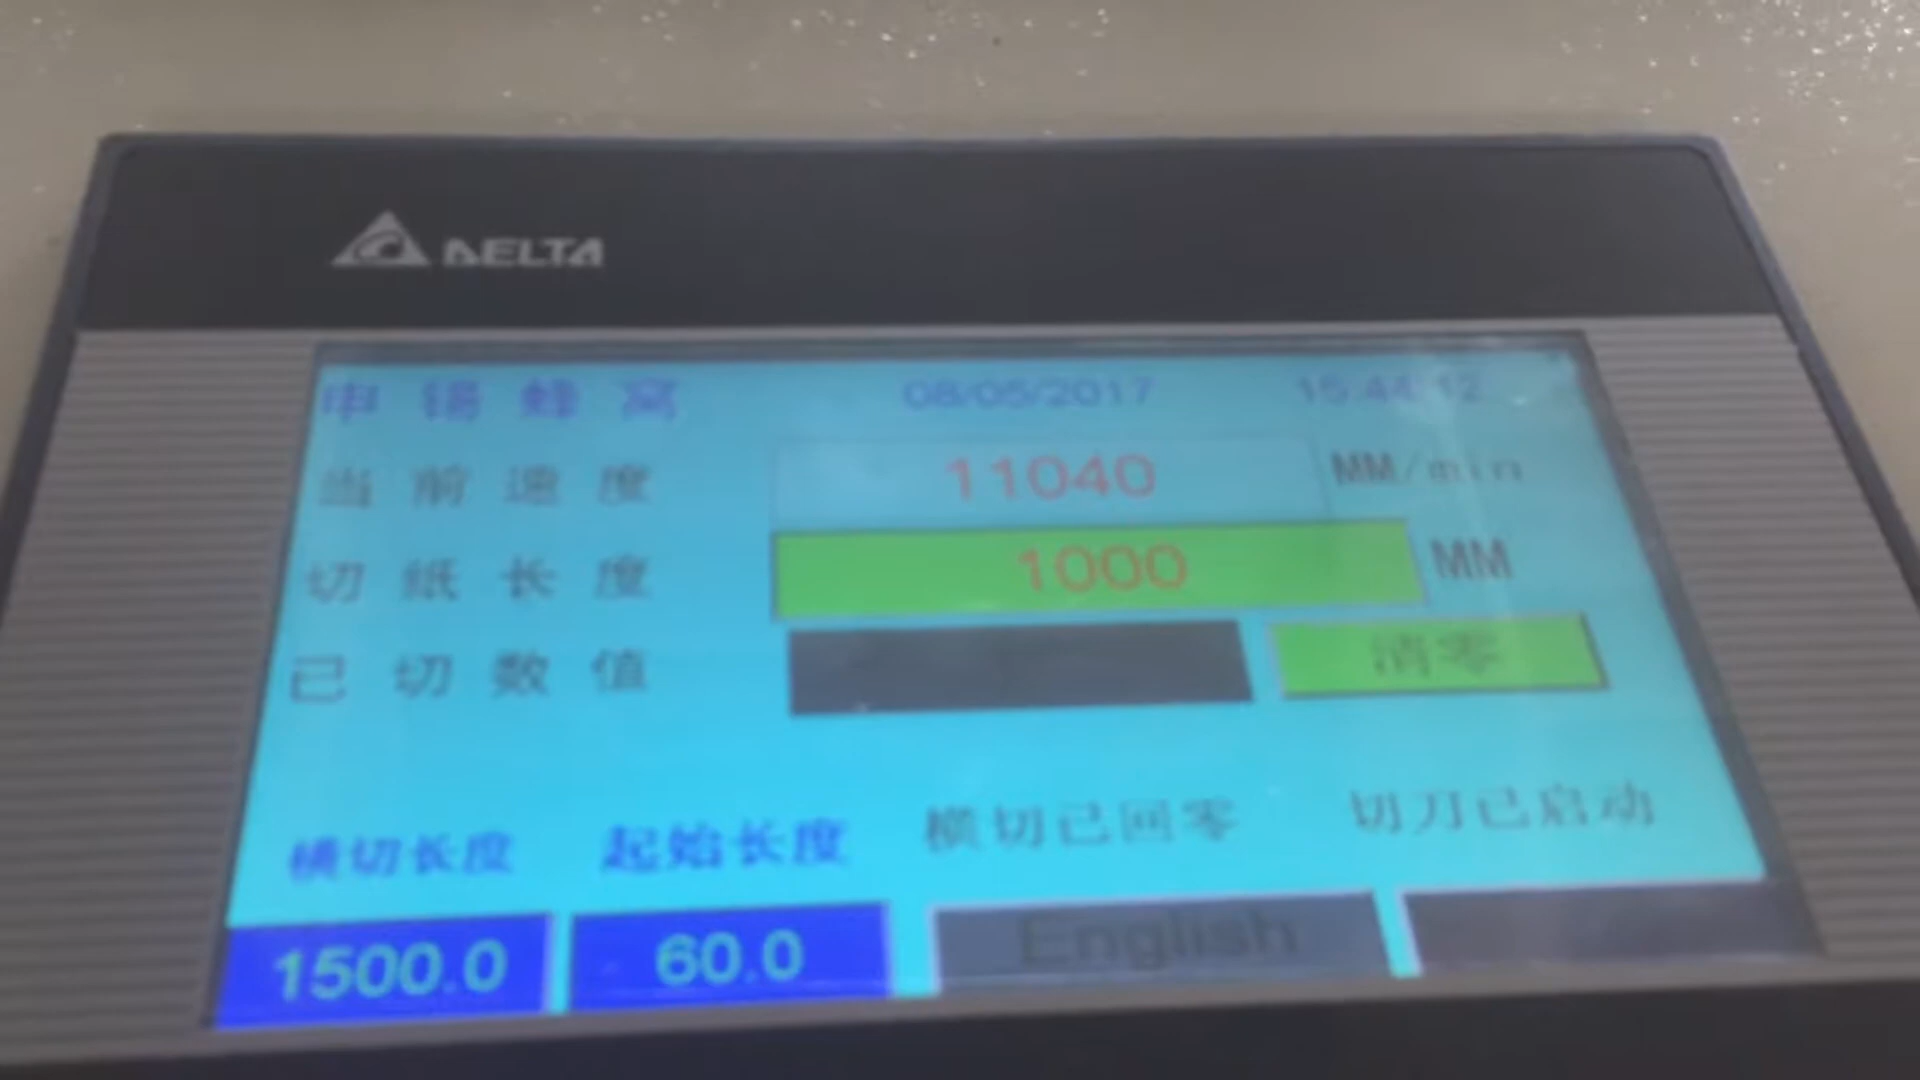 DELTA
申锡蜂窝 08/05/2017 15:44:12
当前速度 11040 MM/min
切纸长度 1000 MM
已切数值 清零
横切长度 起始长度 横切已回零 切刀已启动
1500.0 60.0 English